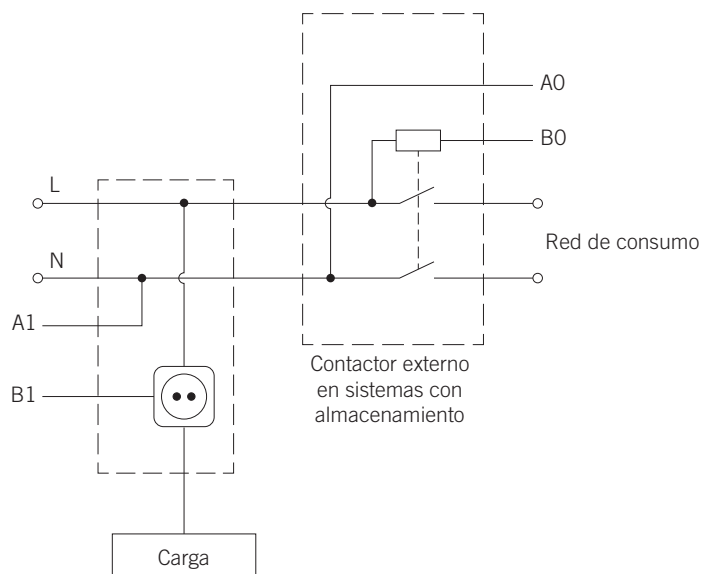 A0
B0
L
N
Red de consumo
A1
B1
Contactor externo
en sistemas con
almacenamiento
Carga